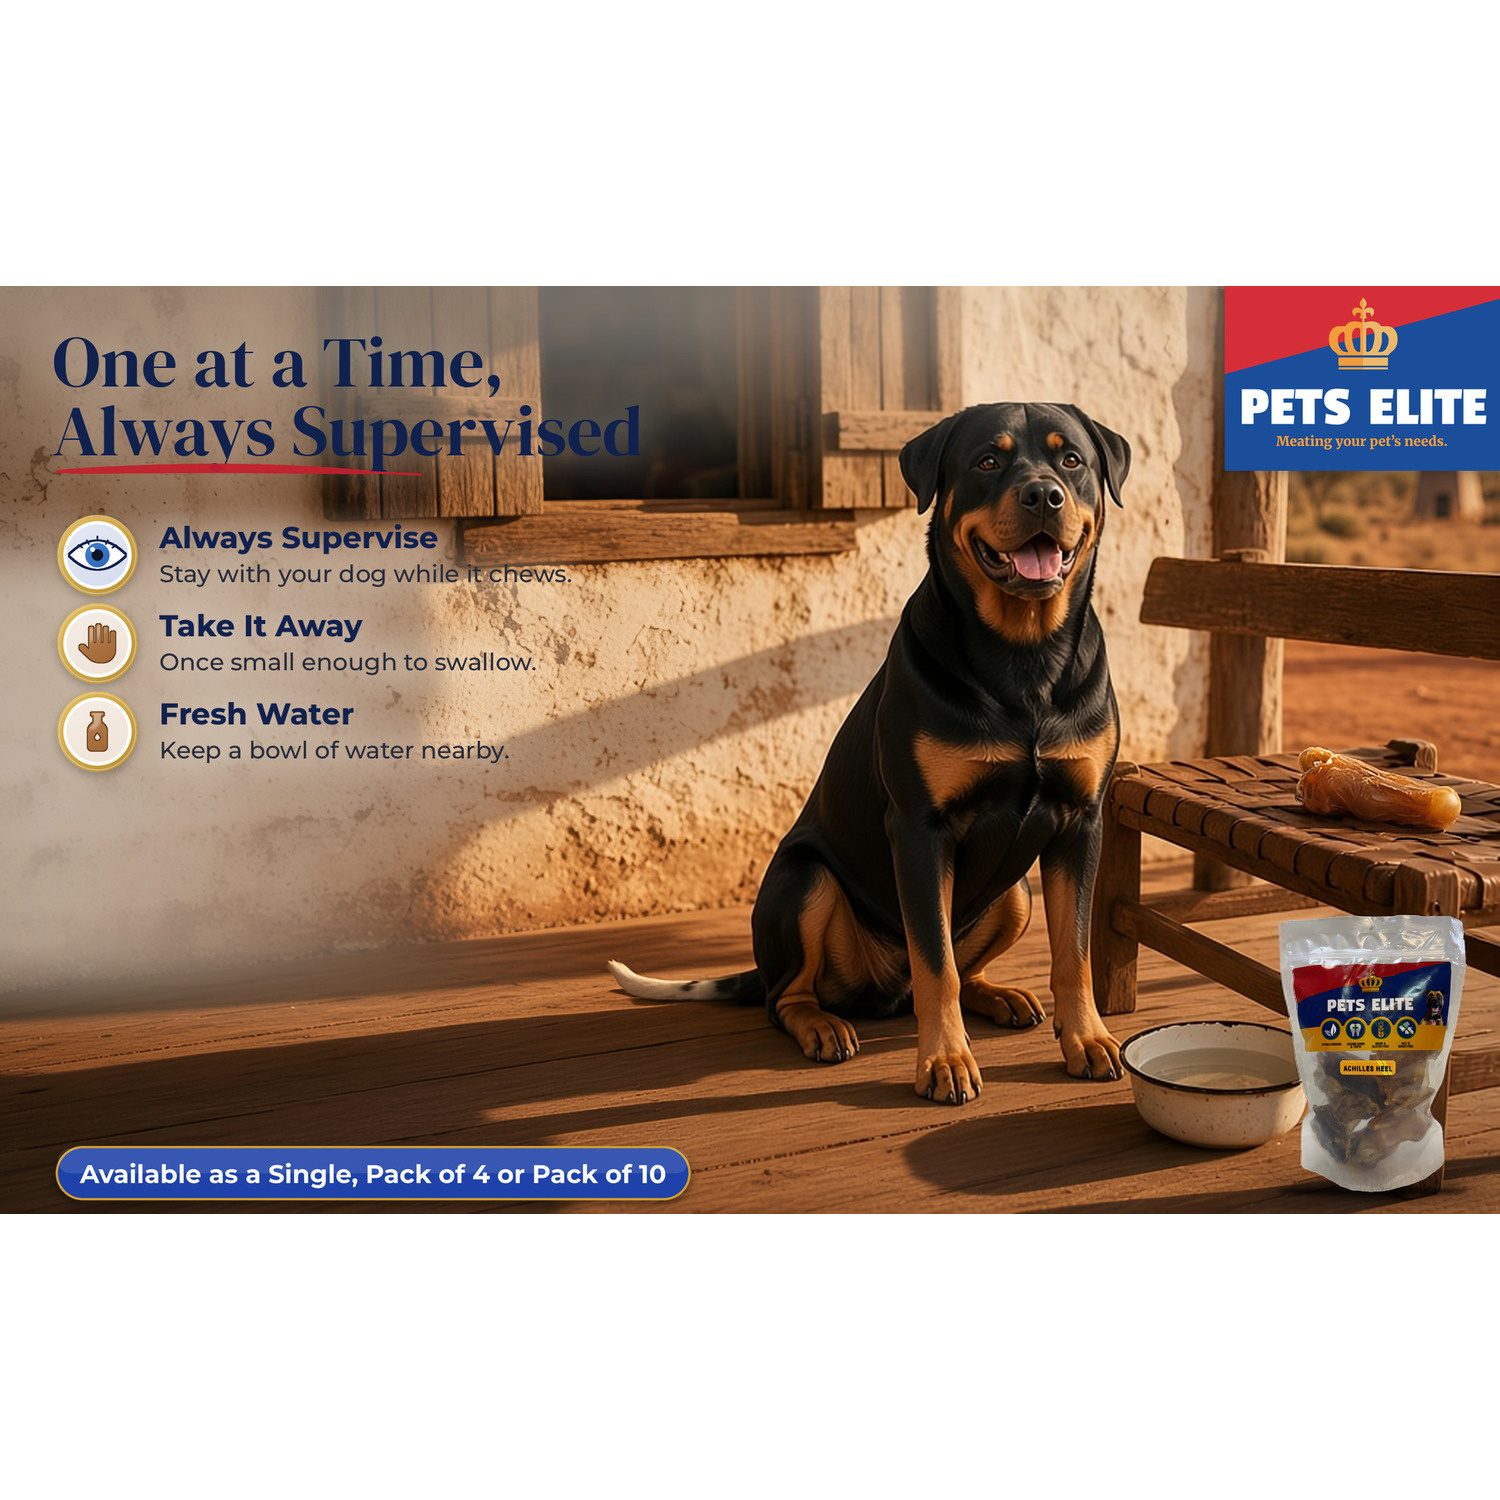 One at a Time,
Always Supervised
Always Supervise
Stay with your dog while it chews.
Take It Away
Once small enough to swallow.
Fresh Water
Keep a bowl of water nearby.
Available as a Single, Pack of 4 or Pack of 10
PETS ELITE
Meating your pet's needs.
PETS ELITE
ACHILLES HEEL